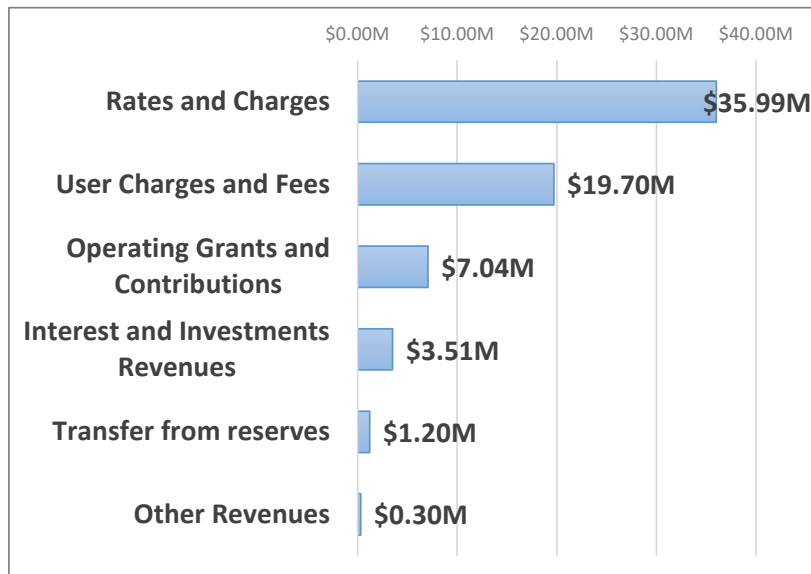 $0.00M $10.00M $20.00M $30.00M $40.00M
Rates and Charges $35.99M
User Charges and Fees $19.70M
Operating Grants and
Contributions $7.04M
Interest and Investments
Revenues $3.51M
Transfer from reserves $1.20M
Other Revenues $0.30M